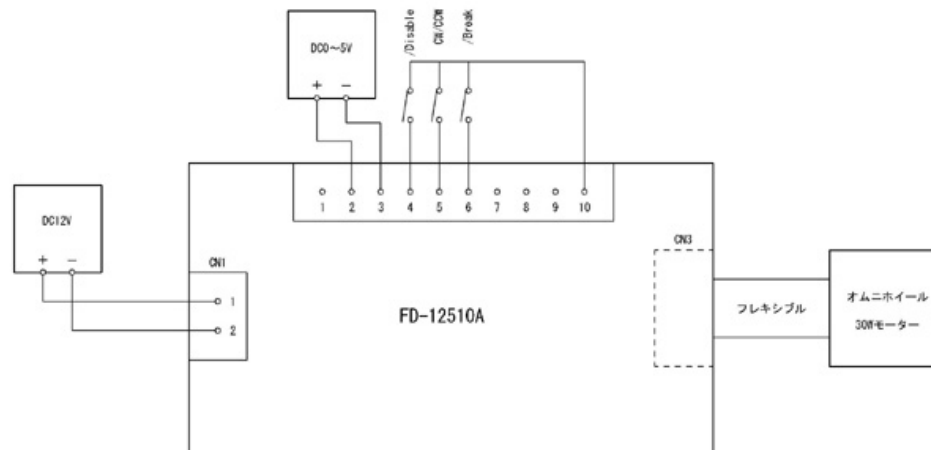 DC0～5V
+ −
/Disable
CW/CCW
/Break
1 2 3 4 5 6 7 8 9 10
DC12V
+ −
CN1
1
2
FD-12510A
CN3
フレキシブル
オムニホイール
30Wモーター